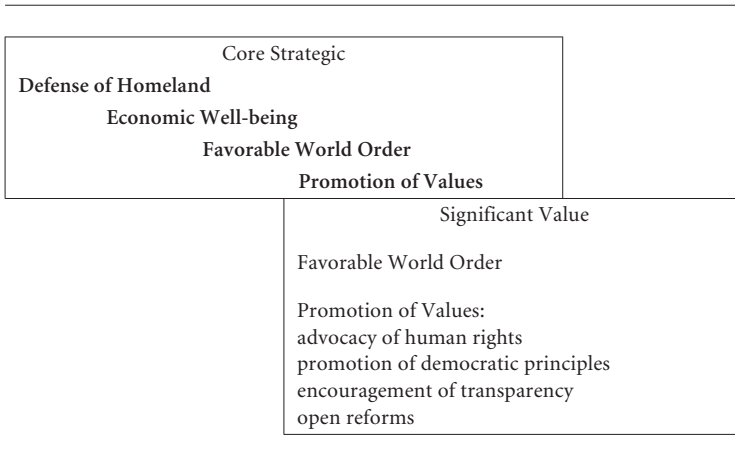 Core Strategic
Defense of Homeland
Economic Well-being
Favorable World Order
Promotion of Values
Significant Value
Favorable World Order
Promotion of Values:
advocacy of human rights
promotion of democratic principles
encouragement of transparency
open reforms